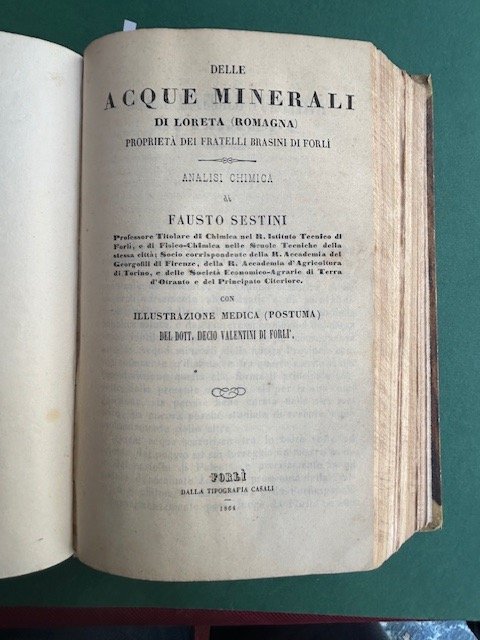 DELLE
ACQUE MINERALI
DI LORETA (ROMAGNA)
PROPRIETÀ DEI FRATELLI BRASINI DI FORLÌ
ANALISI CHIMICA
di
FAUSTO SESTINI
Professore Titolare di Chimica nel R. Istituto Tecnico di
Forlì, e di Fisico-Chimica nelle Scuole Tecniche della
stessa città; Socio corrispondente della R. Accademia dei
Georgofili di Firenze, della R. Accademia d'Agricoltura
di Torino, e delle Società Economico-Agrarie di Terra
d'Otranto e del Principato Citeriore.
CON
ILLUSTRAZIONE MEDICA (POSTUMA)
DEL DOTT. DECIO VALENTINI DI FORLI'.
FORLÌ
DALLA TIPOGRAFIA CASALI
1864